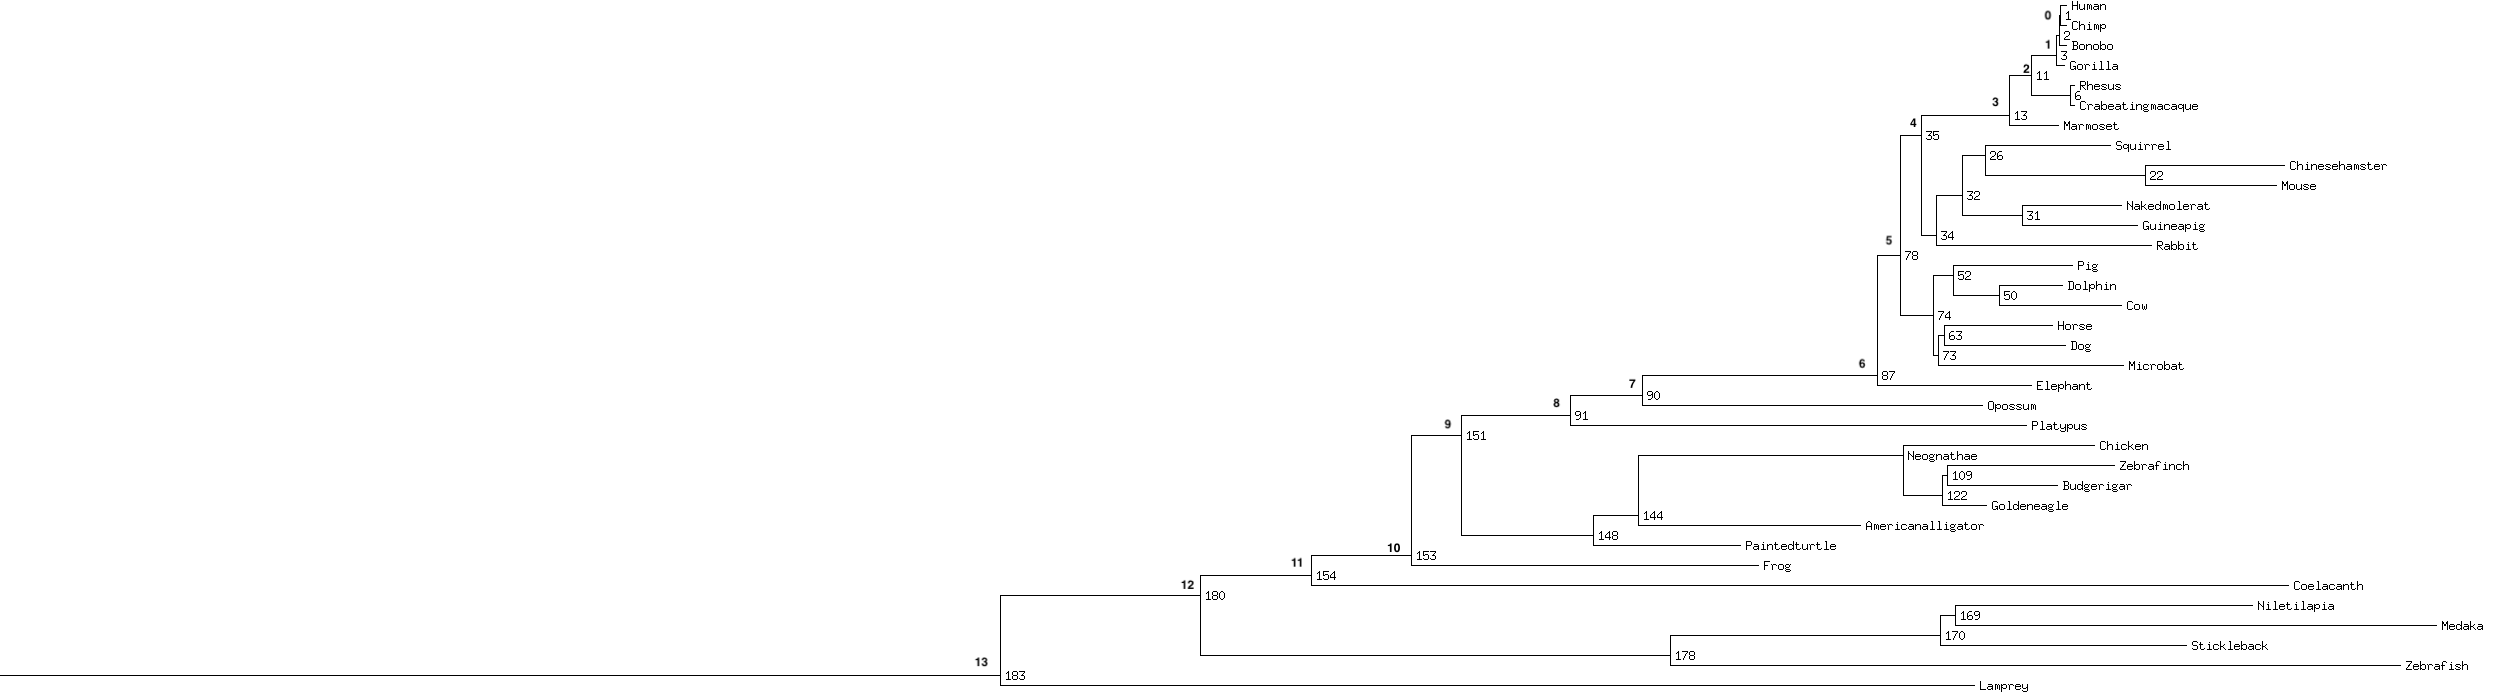 Human
0 1
Chimp
2
1 Bonobo
3
Gorilla
2 11
Rhesus
6
3 Crabeatingmacaque
13
4 Marmoset
35
Squirrel
26
Chinesehamster
22
Mouse
32
Nakedmolerat
31
Guineapig
34
5 Rabbit
78
Pig
52
Dolphin
50
Cow
74
Horse
63
Dog
73
6 Microbat
87
7 Elephant
90
8 Opossum
91
9 Platypus
151
Chicken
Neognathae
Zebrafinch
109
Budgerigar
122
Goldeneagle
144
Americanalligator
148
10 Paintedturtle
153
11 Frog
154
12 Coelacanth
180
Niletilapia
169
Medaka
170
Stickleback
178
13 Zebrafish
183
Lamprey